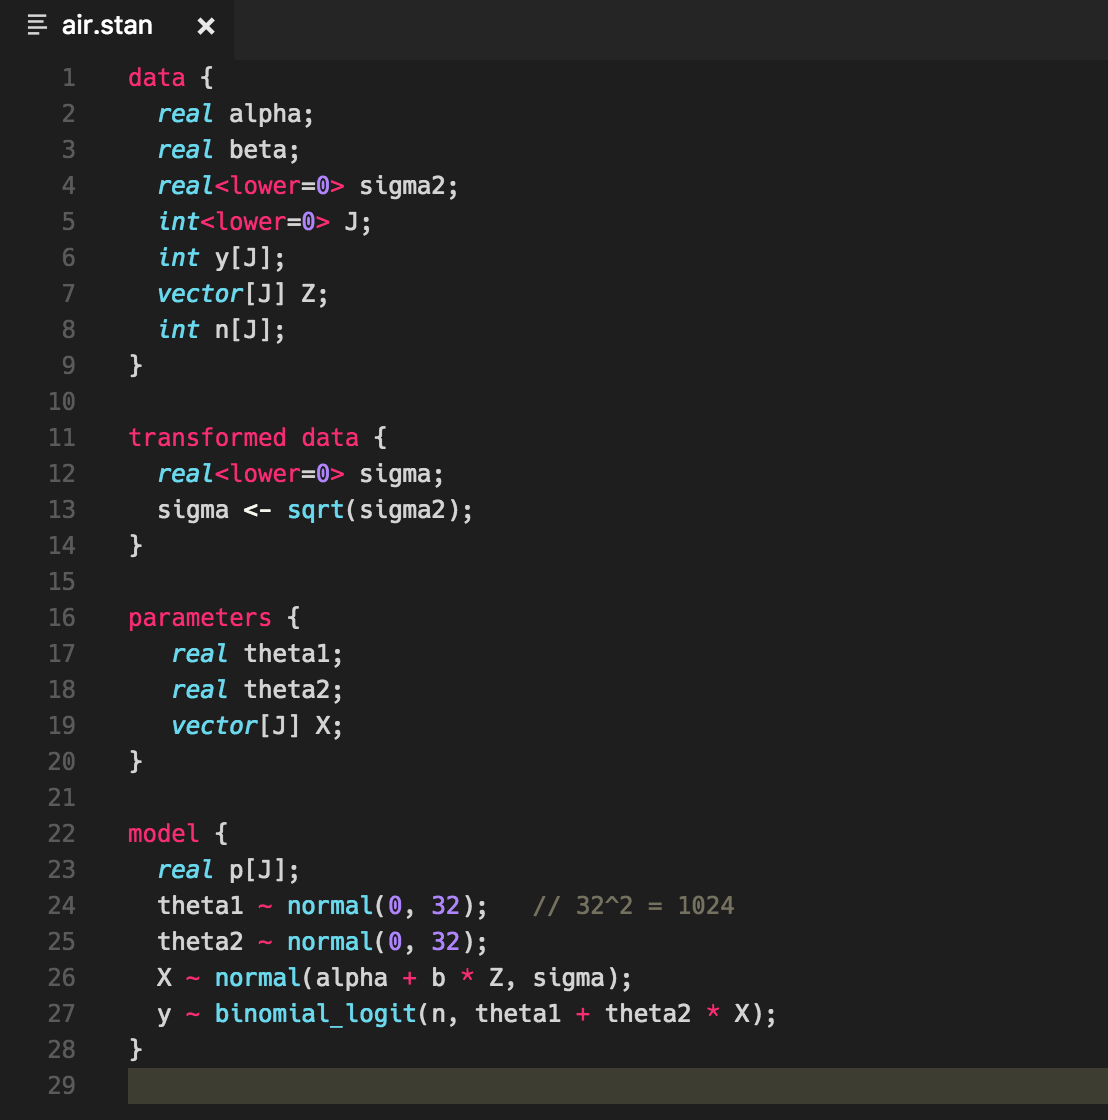 air.stan ×
1 data {
2   real alpha;
3   real beta;
4   real<lower=0> sigma2;
5   int<lower=0> J;
6   int y[J];
7   vector[J] Z;
8   int n[J];
9 }
10
11 transformed data {
12   real<lower=0> sigma;
13   sigma <- sqrt(sigma2);
14 }
15
16 parameters {
17    real theta1;
18    real theta2;
19    vector[J] X;
20 }
21
22 model {
23   real p[J];
24   theta1 ~ normal(0, 32);   // 32^2 = 1024
25   theta2 ~ normal(0, 32);
26   X ~ normal(alpha + b * Z, sigma);
27   y ~ binomial_logit(n, theta1 + theta2 * X);
28 }
29